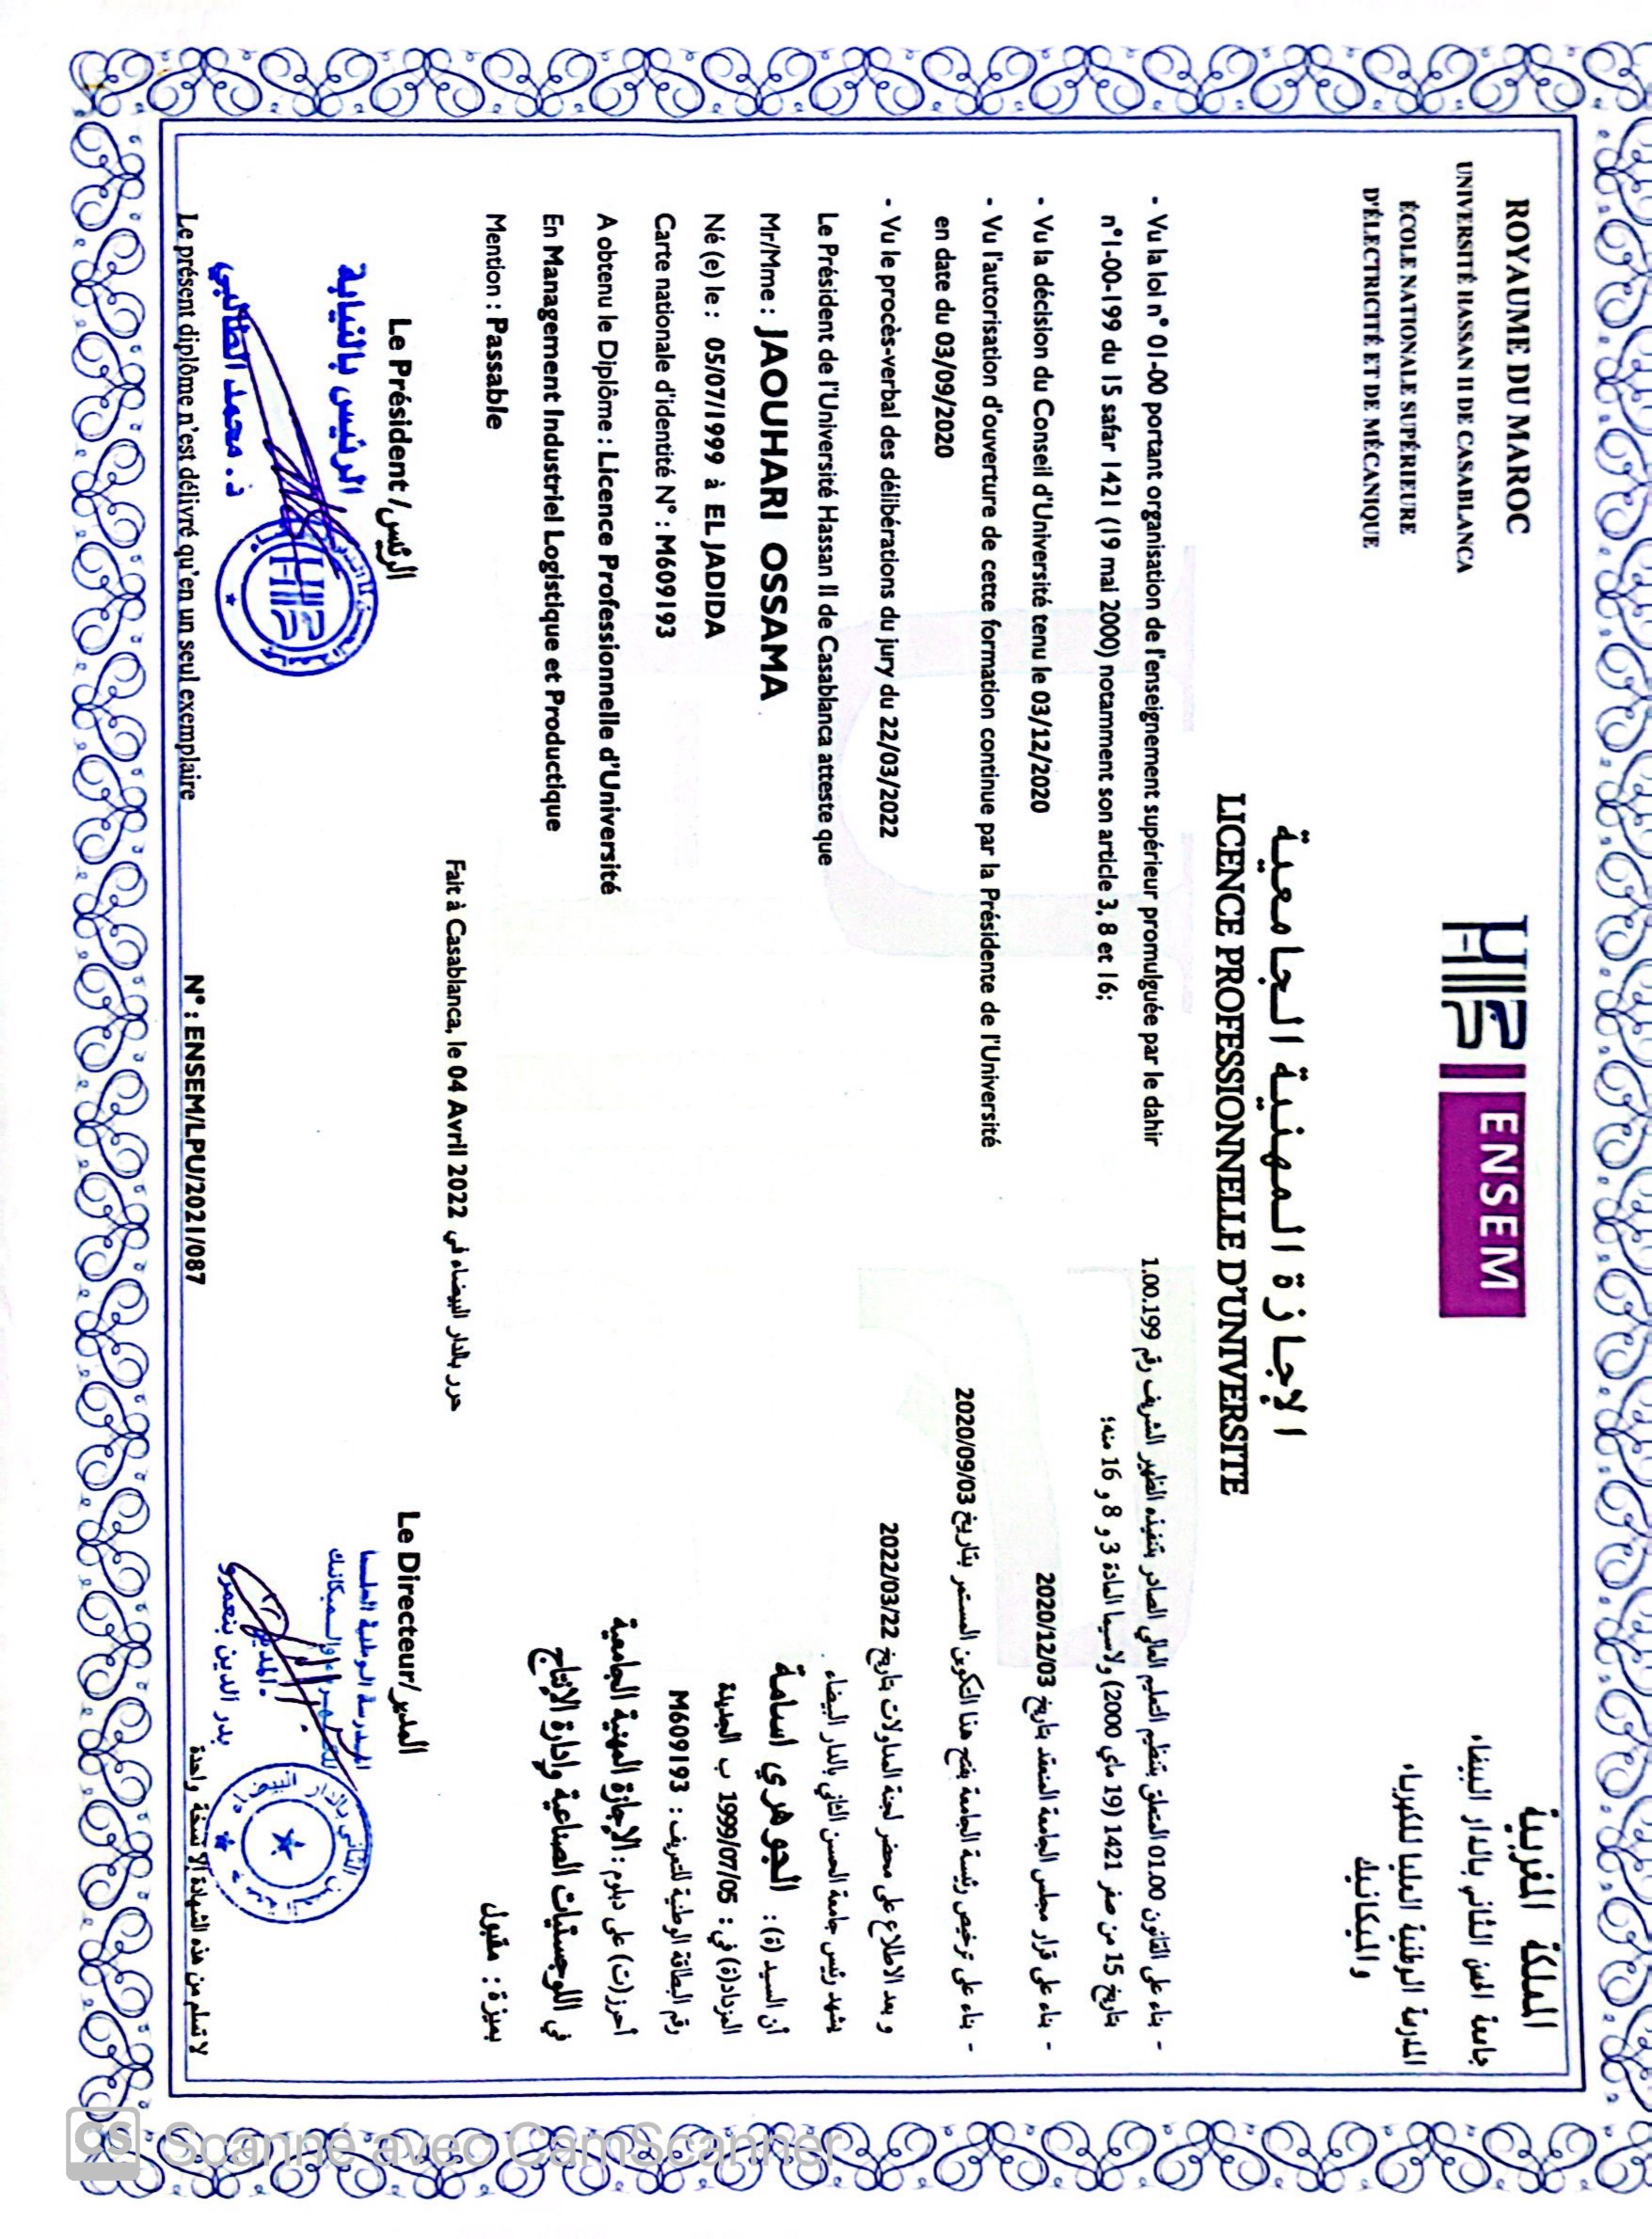 ROYAUME DU MAROC
UNIVERSITÉ HASSAN II DE CASABLANCA
ÉCOLE NATIONALE SUPÉRIEURE
D'ÉLECTRICITÉ ET DE MÉCANIQUE
ENSEM
المملكة المغربية
جامعة الحسن الثاني بالدار البيضاء
المدرسة الوطنية العليا للكهرباء
والميكانيك
الإجازة المهنية الجامعية
LICENCE PROFESSIONNELLE D'UNIVERSITE
- Vu la loi n° 01-00 portant organisation de l'enseignement supérieur promulguée par le dahir
n°1-00-199 du 15 safar 1421 (19 mai 2000) notamment son article 3, 8 et 16;
- Vu la décision du Conseil d'Université tenu le 03/12/2020
- Vu l'autorisation d'ouverture de cette formation continue par la Présidente de l'Université
en date du 03/09/2020
- Vu le procès-verbal des délibérations du jury du 22/03/2022
Le Président de l'Université Hassan II de Casablanca atteste que
Mr/Mme : JAOUHARI OSSAMA
Né (e) le : 05/07/1999 à EL JADIDA
Carte nationale d'identité N° : M609193
A obtenu le Diplôme : Licence Professionnelle d'Université
En Management Industriel Logistique et Productique
Mention : Passable
- بناء على القانون 01.00 المتعلق بتنظيم التعليم العالي الصادر بتنفيذه الظهير الشريف رقم 1.00.199
بتاريخ 15 من صفر 1421 (19 ماي 2000) ولاسيما المادة 3 و 8 و 16 منه؛
- بناء على قرار مجلس الجامعة المنعقد بتاريخ 2020/12/03
- بناء على ترخيص رئيسة الجامعة بفتح هذا التكوين المستمر بتاريخ 2020/09/03
و بعد الاطلاع على محضر لجنة المداولات بتاريخ 2022/03/22
يشهد رئيس جامعة الحسن الثاني بالدار البيضاء
أن السيد (ة) : الجوهري اسامة
المزداد(ة) في : 1999/07/05 ب الجديدة
رقم البطاقة الوطنية للتعريف : M609193
أحرز(ت) على دبلوم : الإجازة المهنية الجامعية
في اللوجستيات الصناعية وإدارة الإنتاج
بميزة : مقبول
Fait à Casablanca, le 04 Avril 2022 حرر بالدار البيضاء في
Le Président / الرئيس
الرئيس بالنيابة
ذ. محمد الطالبي
Le Directeur/ المدير
المدرسة الوطنية العليا
للكهرباء والميكانيك
المدير
بدر الدين بنعمرو
Le présent diplôme n'est délivré qu'en un seul exemplaire
N° : ENSEM/LPU/2021/087
لا تسلم من هذه الشهادة إلا نسخة واحدة
CS Scanné avec CamScanner